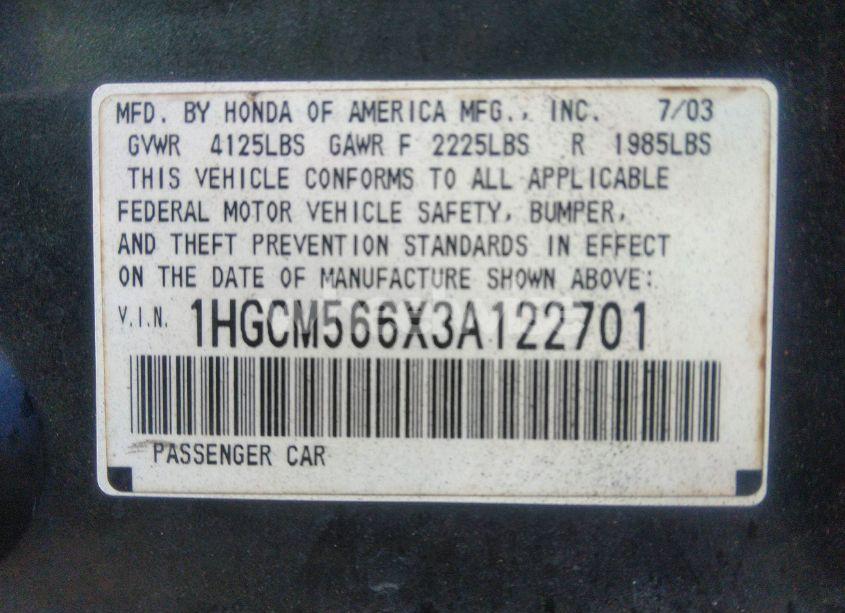 MFD. BY HONDA OF AMERICA MFG., INC. 7/03
GVWR 4125LBS GAWR F 2225LBS R 1985LBS
THIS VEHICLE CONFORMS TO ALL APPLICABLE
FEDERAL MOTOR VEHICLE SAFETY, BUMPER,
AND THEFT PREVENTION STANDARDS IN EFFECT
ON THE DATE OF MANUFACTURE SHOWN ABOVE:
V.I.N. 1HGCM566X3A122701
PASSENGER CAR